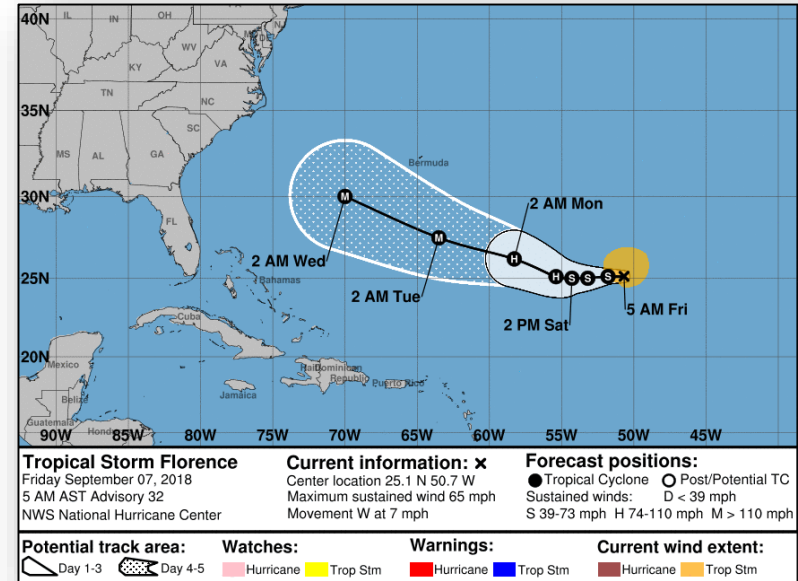 40N
IL
IN
OH
WV
KY
VA
TN
NC
35N
SC
MS
AL
GA
Bermuda
30N
FL
M
M
2 AM Mon
2 AM Wed
H
25N
H
S
S
S
Bahamas
2 AM Tue
5 AM Fri
2 PM Sat
Cuba
20N
Mexico
Haiti
Dominican
Republic
Puerto Rico
Jamaica
Belize
Guatemala
90W 85W 80W 75W 70W 65W 60W 55W 50W 45W
Tropical Storm Florence
Friday September 07, 2018
5 AM AST Advisory 32
NWS National Hurricane Center
Current information: ×
Center location 25.1 N 50.7 W
Maximum sustained wind 65 mph
Movement W at 7 mph
Forecast positions:
Tropical Cyclone Post/Potential TC
Sustained winds: D < 39 mph
S 39-73 mph H 74-110 mph M > 110 mph
Potential track area:
Day 1-3 Day 4-5
Watches:
Hurricane Trop Stm
Warnings:
Hurricane Trop Stm
Current wind extent:
Hurricane Trop Stm